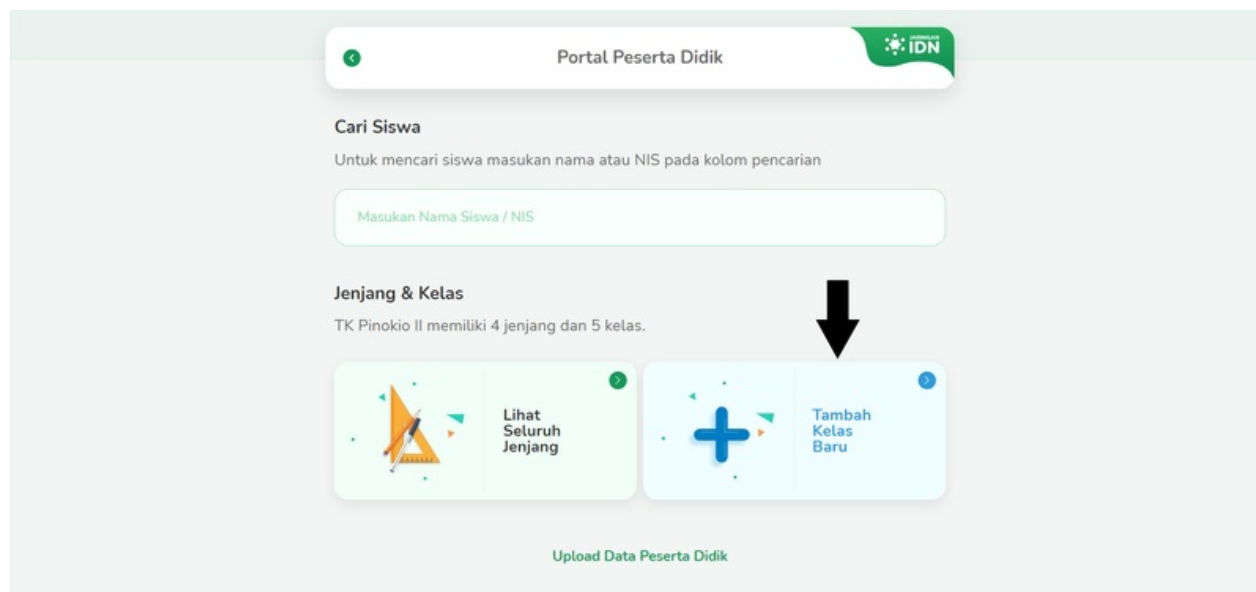 Portal Peserta Didik
JARINGAN
IDN
Cari Siswa
Untuk mencari siswa masukan nama atau NIS pada kolom pencarian
Masukan Nama Siswa / NIS
Jenjang & Kelas
TK Pinokio II memiliki 4 jenjang dan 5 kelas.
Lihat
Seluruh
Jenjang
Tambah
Kelas
Baru
Upload Data Peserta Didik